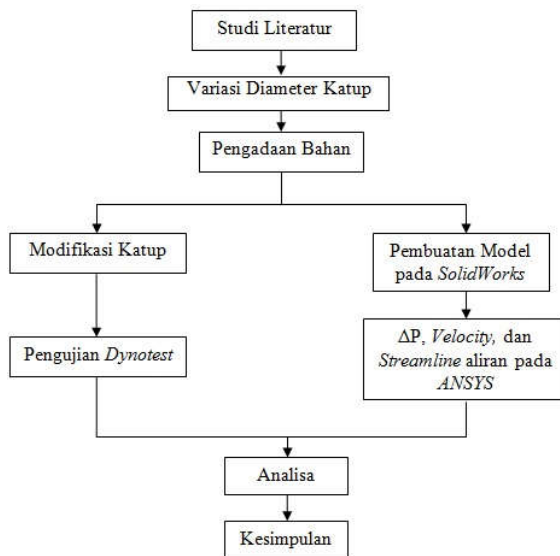 Studi Literatur
Variasi Diameter Katup
Pengadaan Bahan
Modifikasi Katup
Pembuatan Model
pada SolidWorks
Pengujian Dynotest
ΔP, Velocity, dan
Streamline aliran pada
ANSYS
Analisa
Kesimpulan